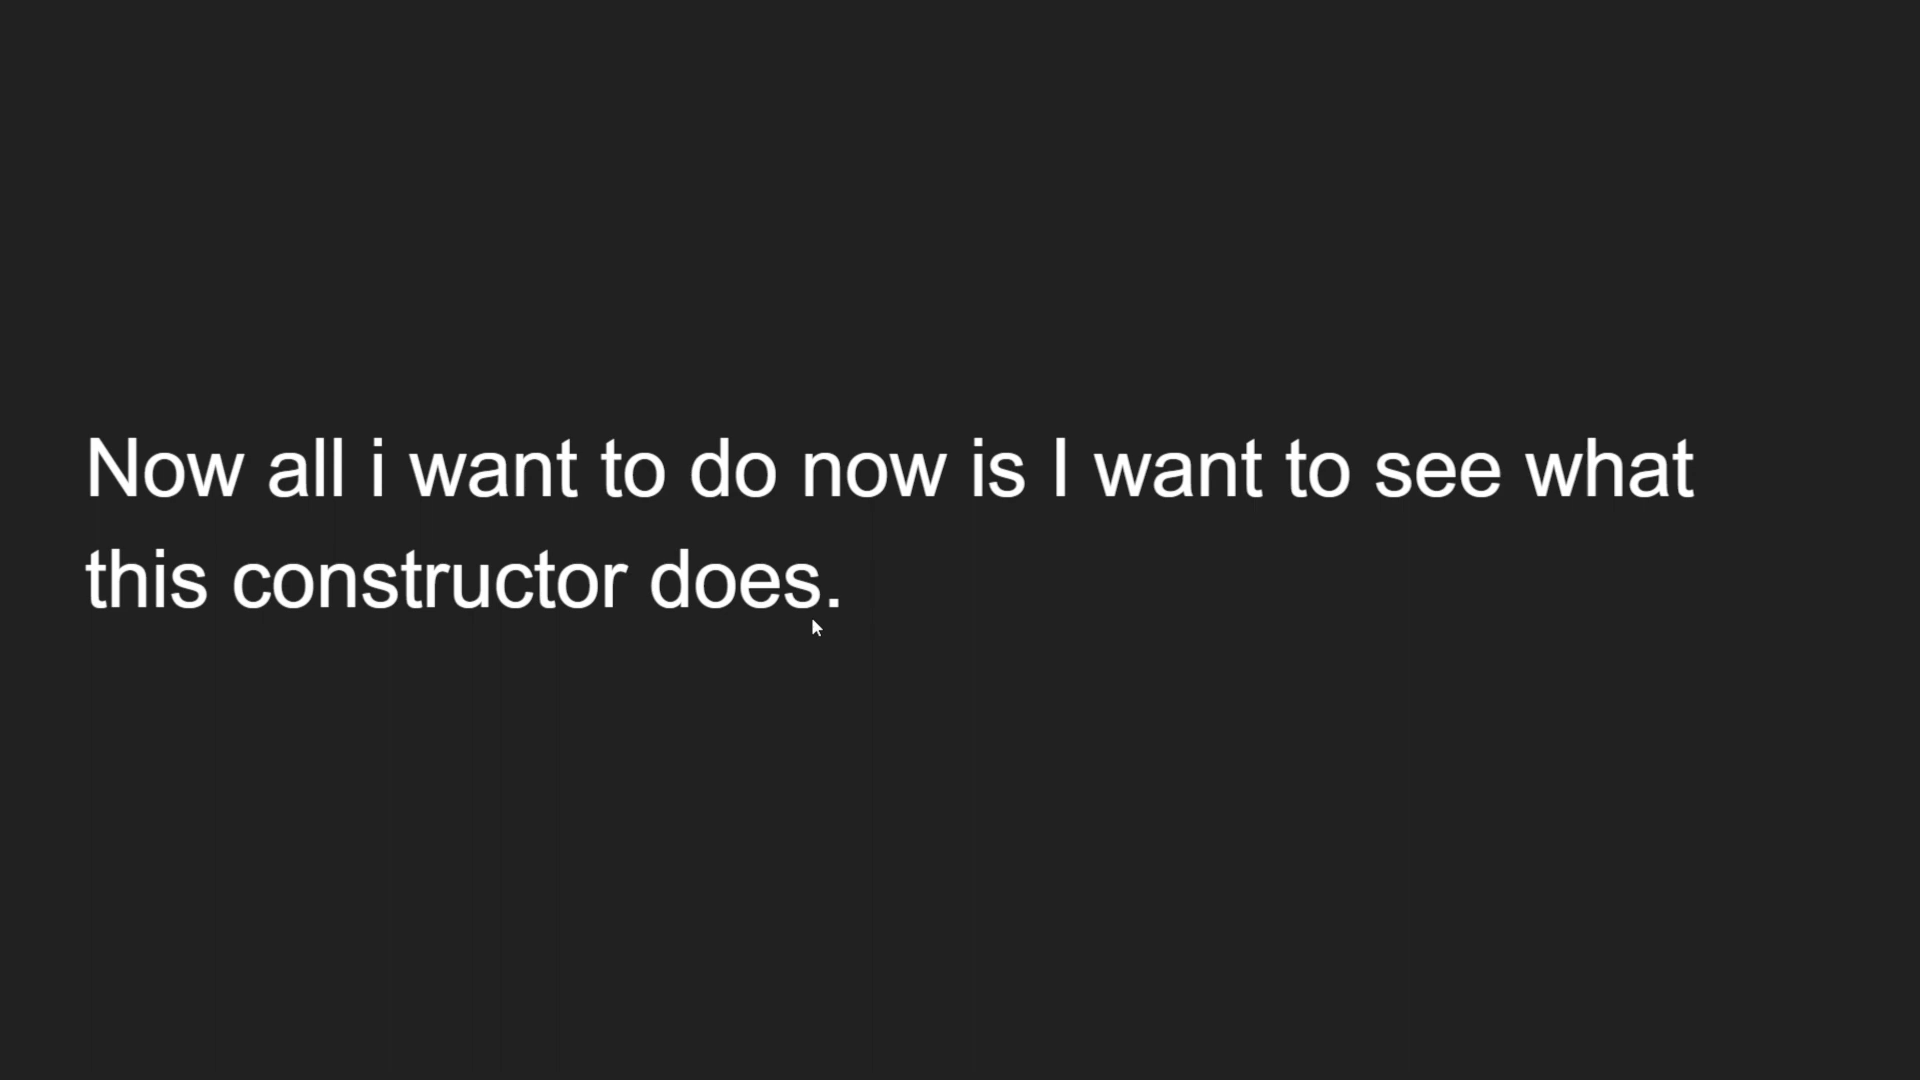 Now all i want to do now is I want to see what
this constructor does.